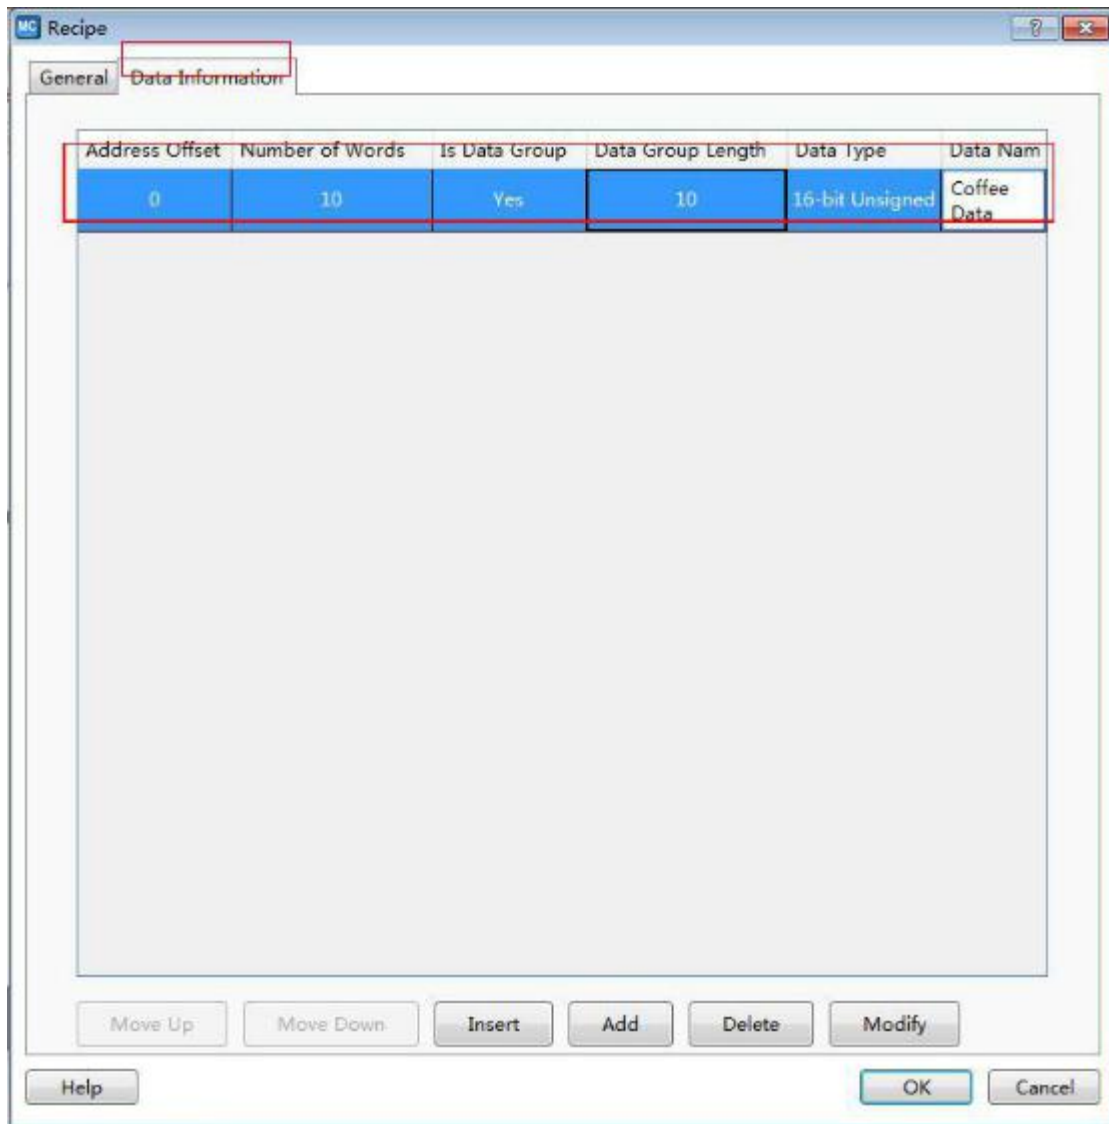 MC Recipe
General Data Information
Address Offset Number of Words Is Data Group Data Group Length Data Type Data Nam
0 10 Yes 10 16-bit Unsigned Coffee
Data
Move Up Move Down Insert Add Delete Modify
Help OK Cancel